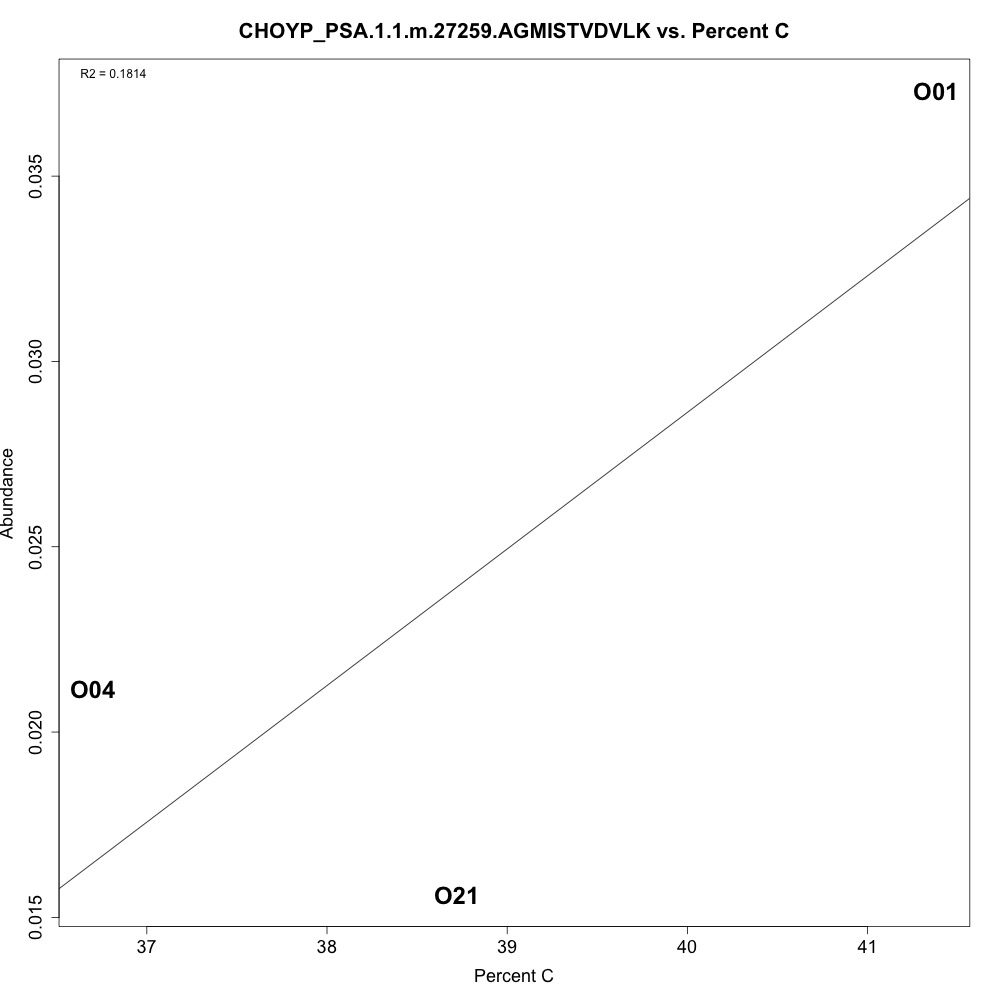 CHOYP_PSA.1.1.m.27259.AGMISTVDVLK vs. Percent C
R2 = 0.1814
O01
0.035
0.030
Abundance
0.025
O04
0.020
O21
0.015
37 38 39 40 41
Percent C